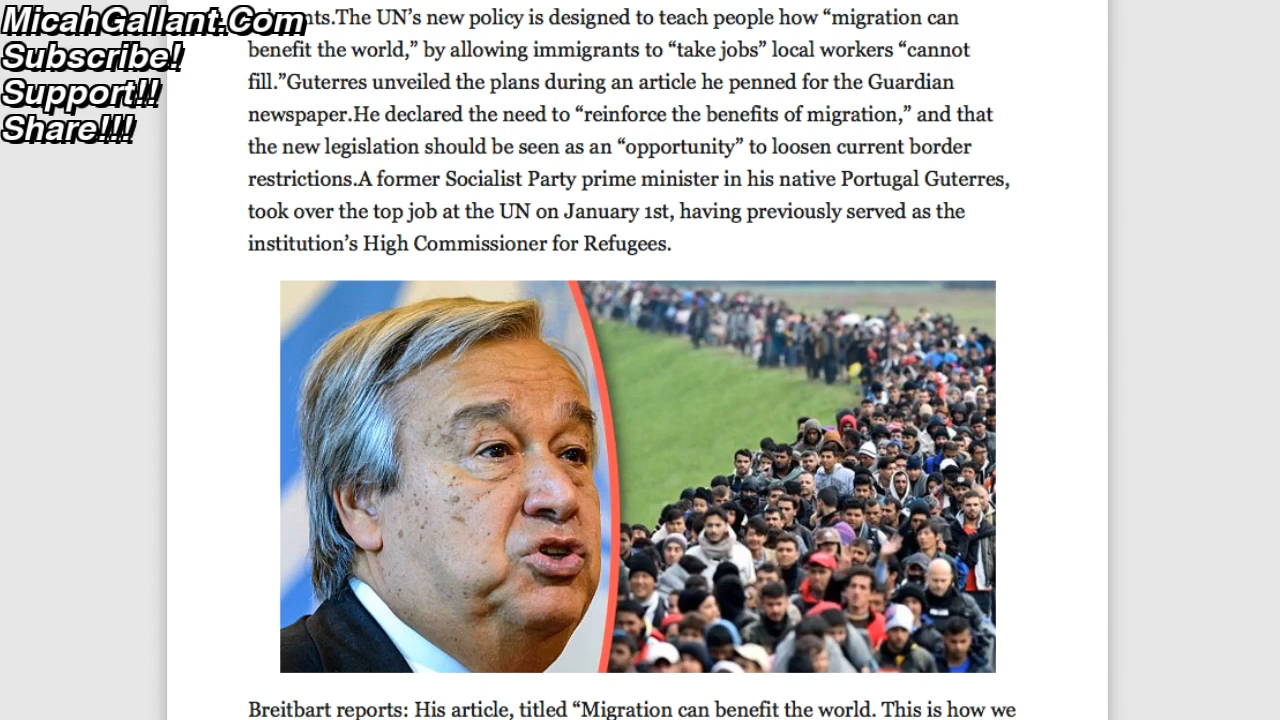 MicahGallant.Com
Subscribe!
Support!!
Share!!!
The UN’s new policy is designed to teach people how “migration can
benefit the world,” by allowing immigrants to “take jobs” local workers “cannot
fill.”Guterres unveiled the plans during an article he penned for the Guardian
newspaper.He declared the need to “reinforce the benefits of migration,” and that
the new legislation should be seen as an “opportunity” to loosen current border
restrictions.A former Socialist Party prime minister in his native Portugal Guterres,
took over the top job at the UN on January 1st, having previously served as the
institution’s High Commissioner for Refugees.
Breitbart reports: His article, titled “Migration can benefit the world. This is how we